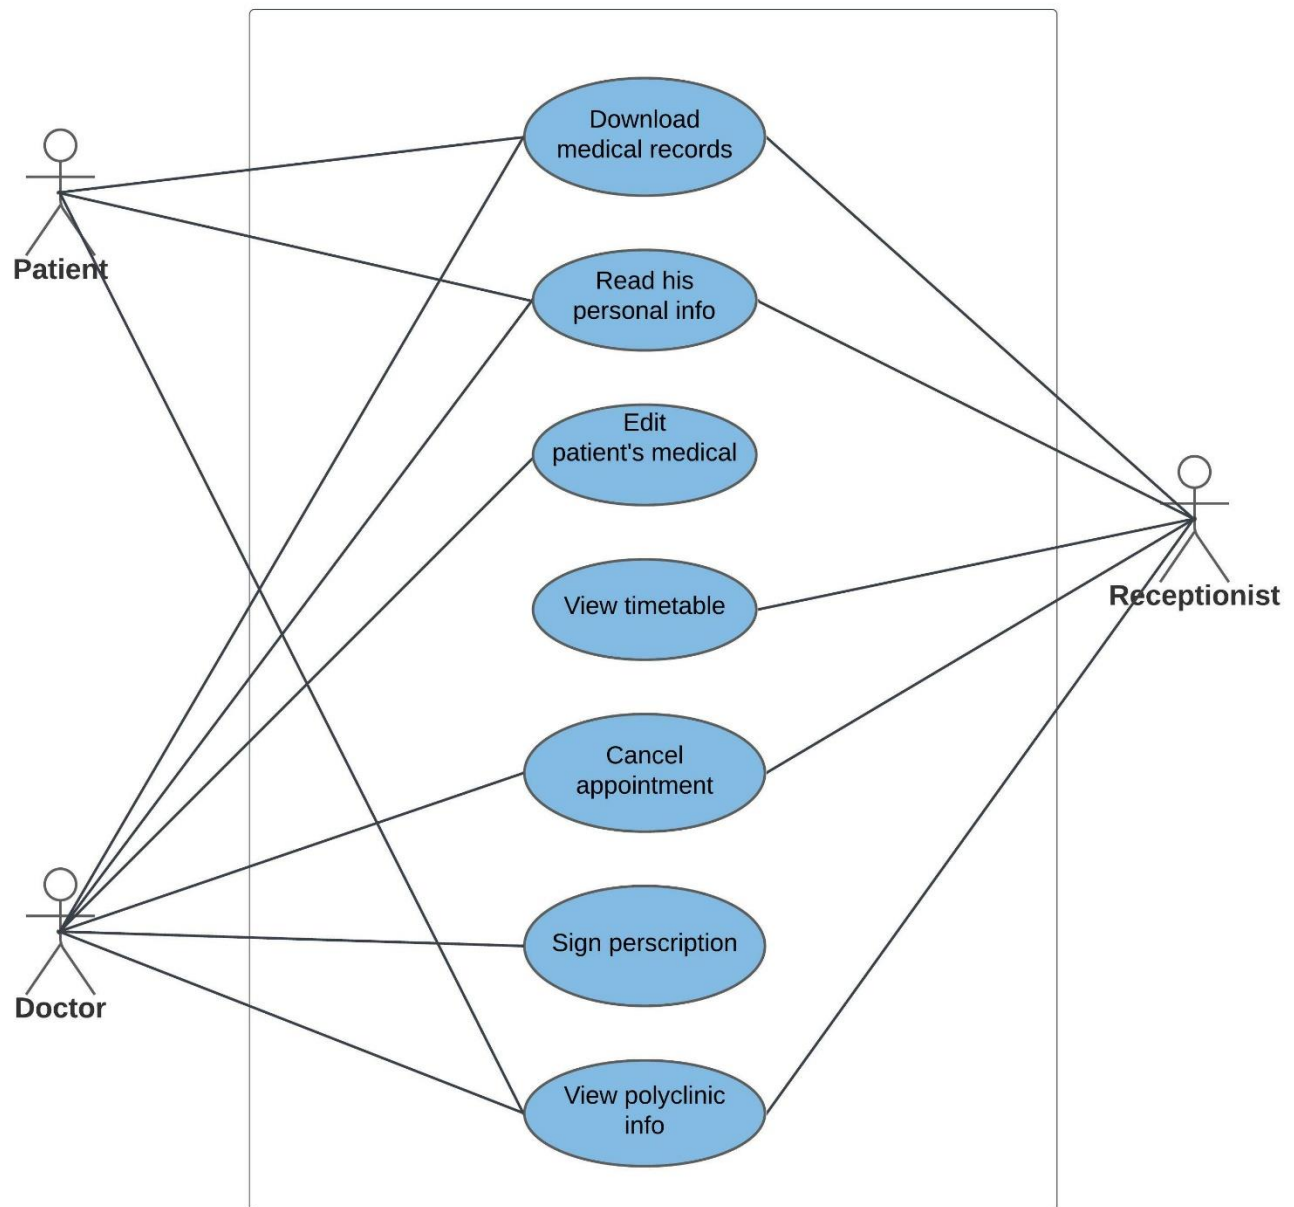 Download
medical records
Patient
Read his
personal info
Edit
patient's medical
View timetable
Receptionist
Cancel
appointment
Sign perscription
Doctor
View polyclinic
info